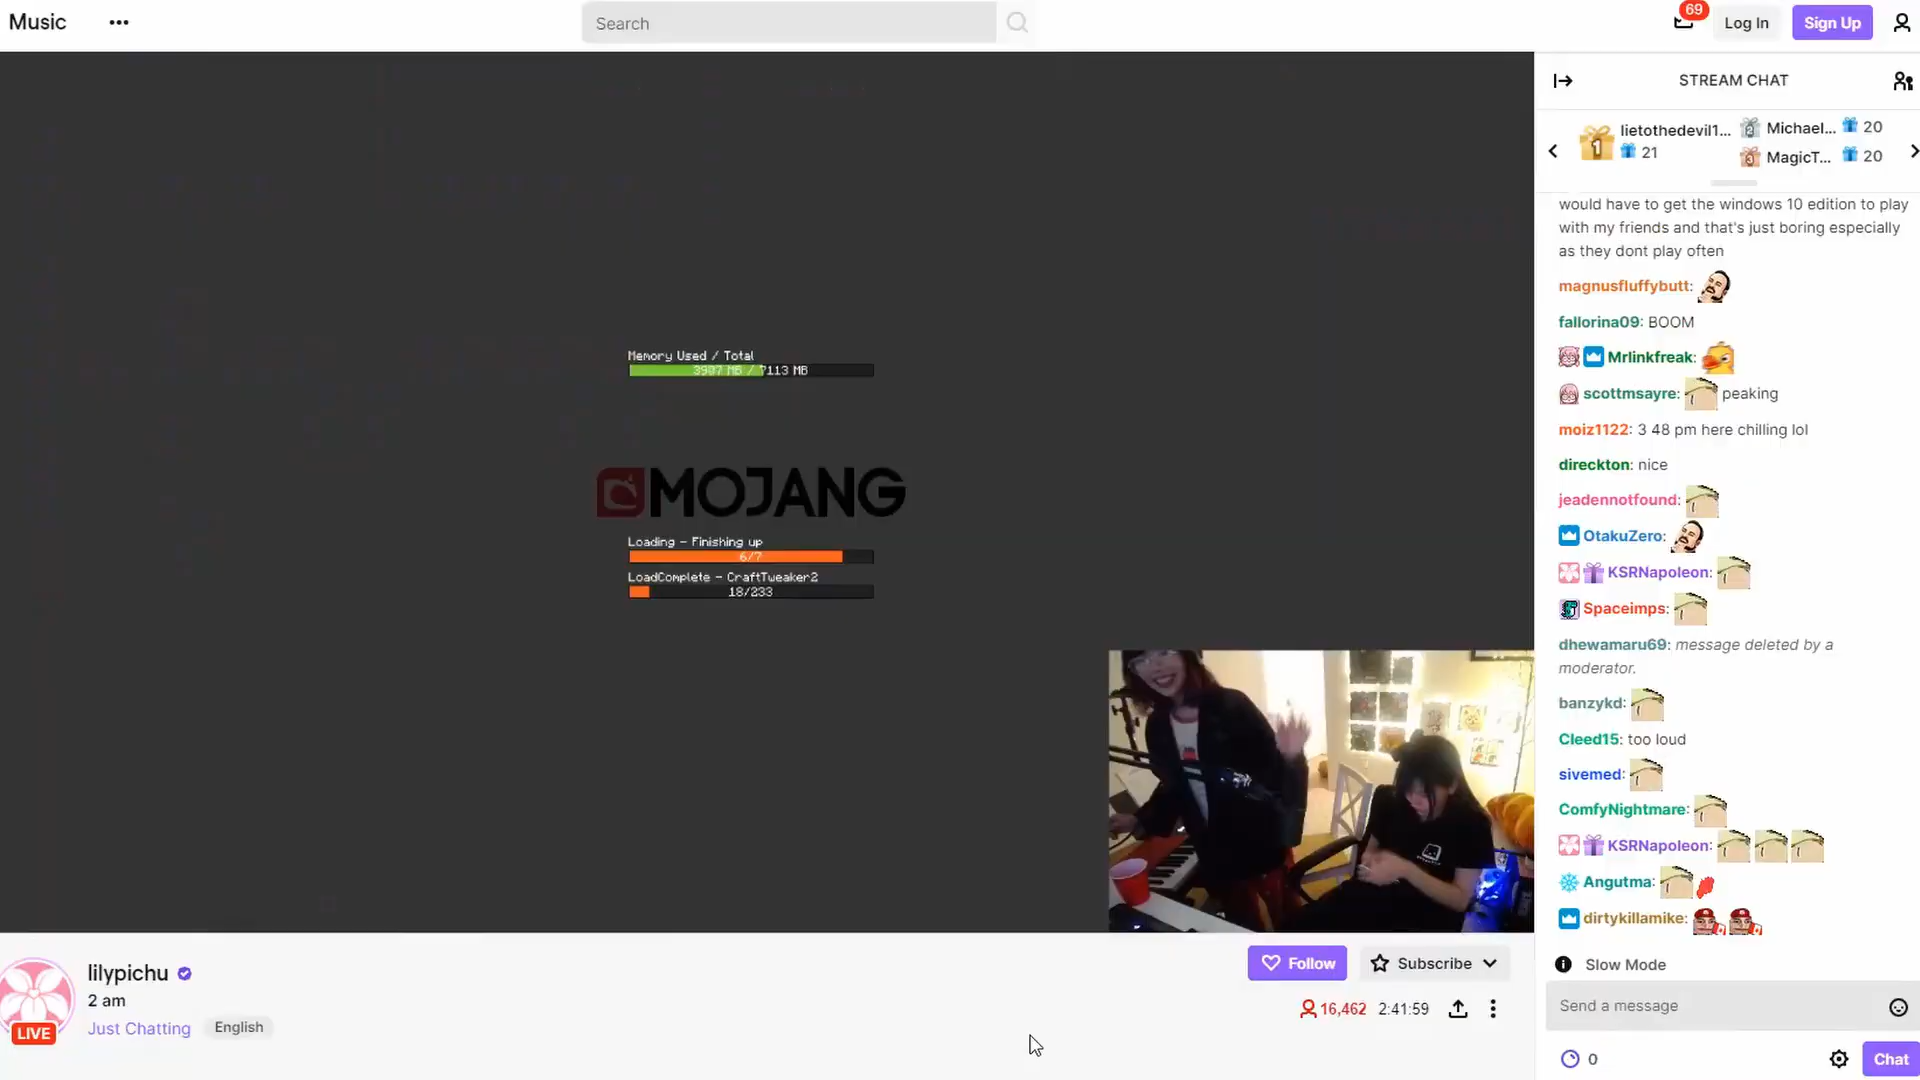 Music
Search
69
Log In
Sign Up
STREAM CHAT
lietothedevil1...
21
Michael...
20
MagicT...
20
would have to get the windows 10 edition to play
with my friends and that's just boring especially
as they dont play often
magnusfluffybutt:
fallorina09: BOOM
Mrlinkfreak:
scottmsayre: peaking
moiz1122: 3 48 pm here chilling lol
direckton: nice
jeadennotfound:
OtakuZero:
KSRNapoleon:
Spaceimps:
dhewamaru69: message deleted by a
moderator.
banzykd:
Cleed15: too loud
sivemed:
ComfyNightmare:
KSRNapoleon:
Angutma:
dirtykillamike:
Slow Mode
Send a message
0
Chat
Memory Used / Total
3907 MB / 7113 MB
MOJANG
Loading - Finishing up
6/7
LoadComplete - CraftTweaker2
18/233
lilypichu
2 am
Just Chatting
English
LIVE
Follow
Subscribe
16,462
2:41:59